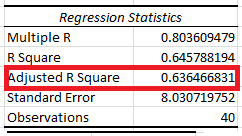 Regression Statistics
Multiple R 0.803609479
R Square 0.645788194
Adjusted R Square 0.636466831
Standard Error 8.030719752
Observations 40